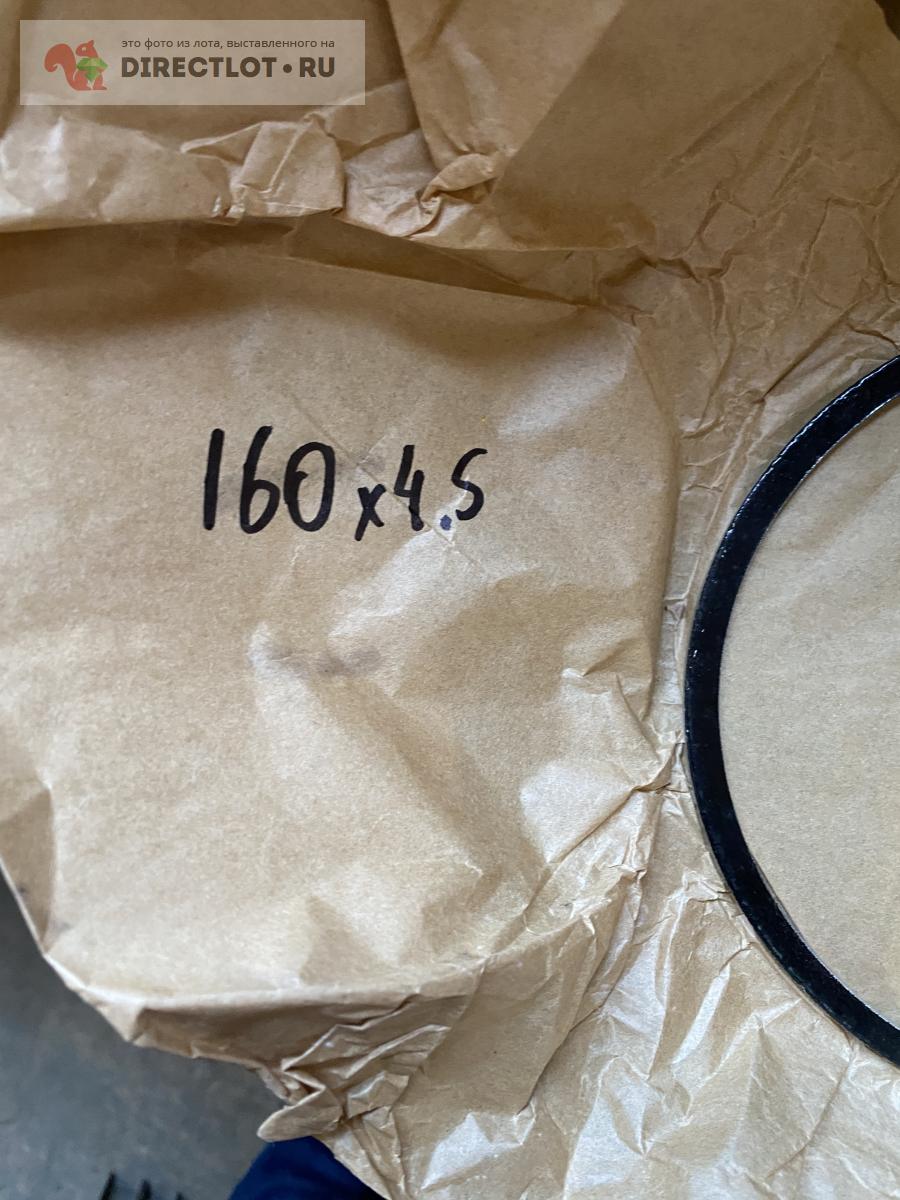 это фото из лота, выставленного на
DIRECTLOT•RU
160x4.5